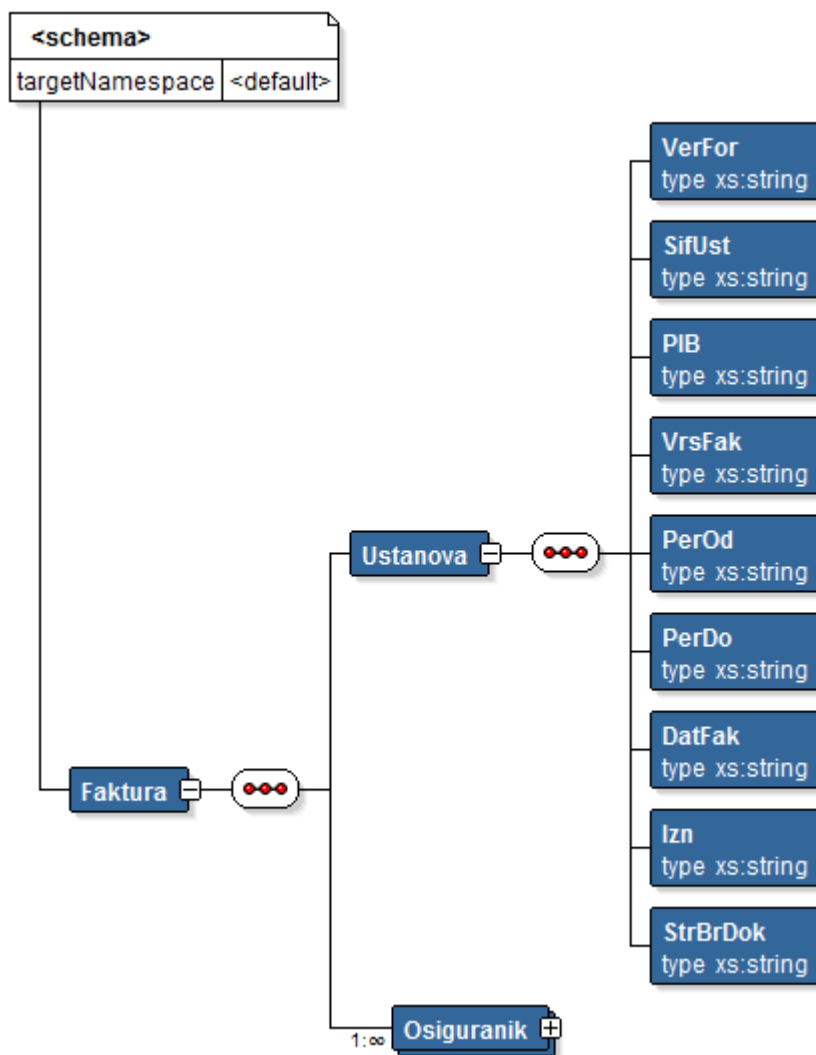 <schema>
targetNamespace <default>
VerFor
type xs:string
SifUst
type xs:string
PIB
type xs:string
VrsFak
type xs:string
PerOd
type xs:string
Ustanova
PerDo
type xs:string
DatFak
type xs:string
Faktura
Izn
type xs:string
StrBrDok
type xs:string
1:∞ Osiguranik